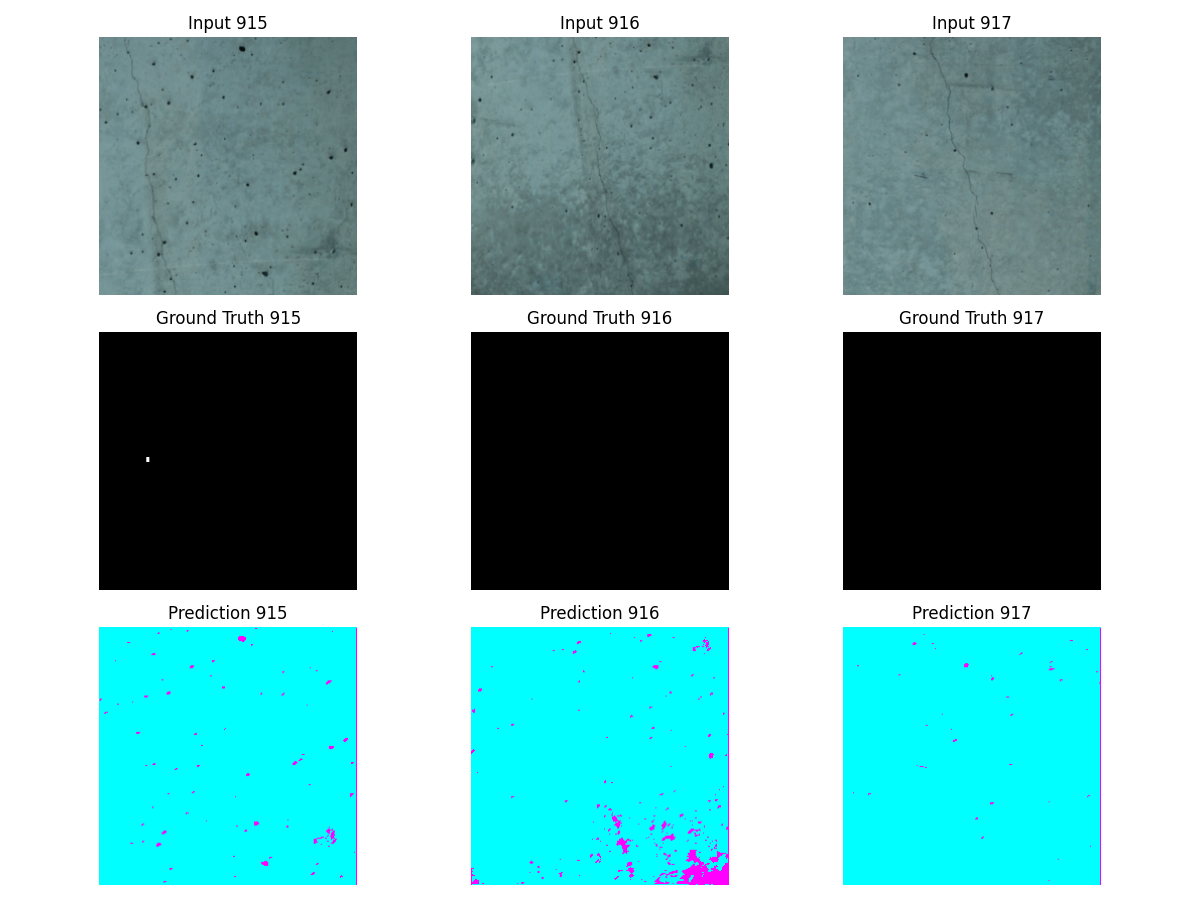 Input 915
Input 916
Input 917
Ground Truth 915
Ground Truth 916
Ground Truth 917
Prediction 915
Prediction 916
Prediction 917